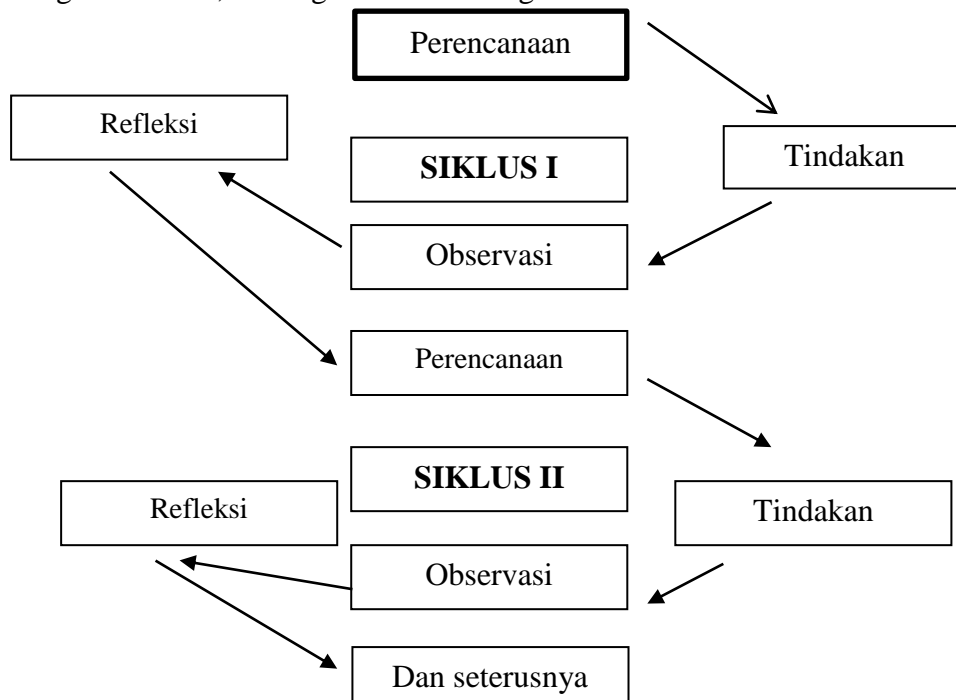 Perencanaan
Refleksi
Tindakan
SIKLUS I
Observasi
Perencanaan
SIKLUS II
Refleksi
Tindakan
Observasi
Dan seterusnya